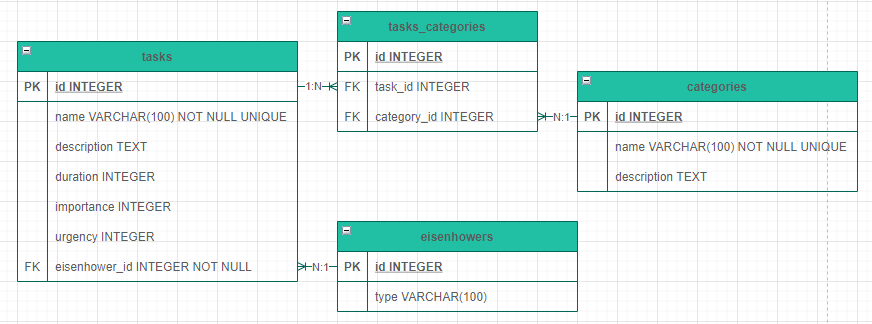 tasks
PK id INTEGER
name VARCHAR(100) NOT NULL UNIQUE
description TEXT
duration INTEGER
importance INTEGER
urgency INTEGER
FK eisenhower_id INTEGER NOT NULL
1:N
tasks_categories
PK id INTEGER
FK task_id INTEGER
FK category_id INTEGER
N:1
categories
PK id INTEGER
name VARCHAR(100) NOT NULL UNIQUE
description TEXT
N:1
eisenhowers
PK id INTEGER
type VARCHAR(100)